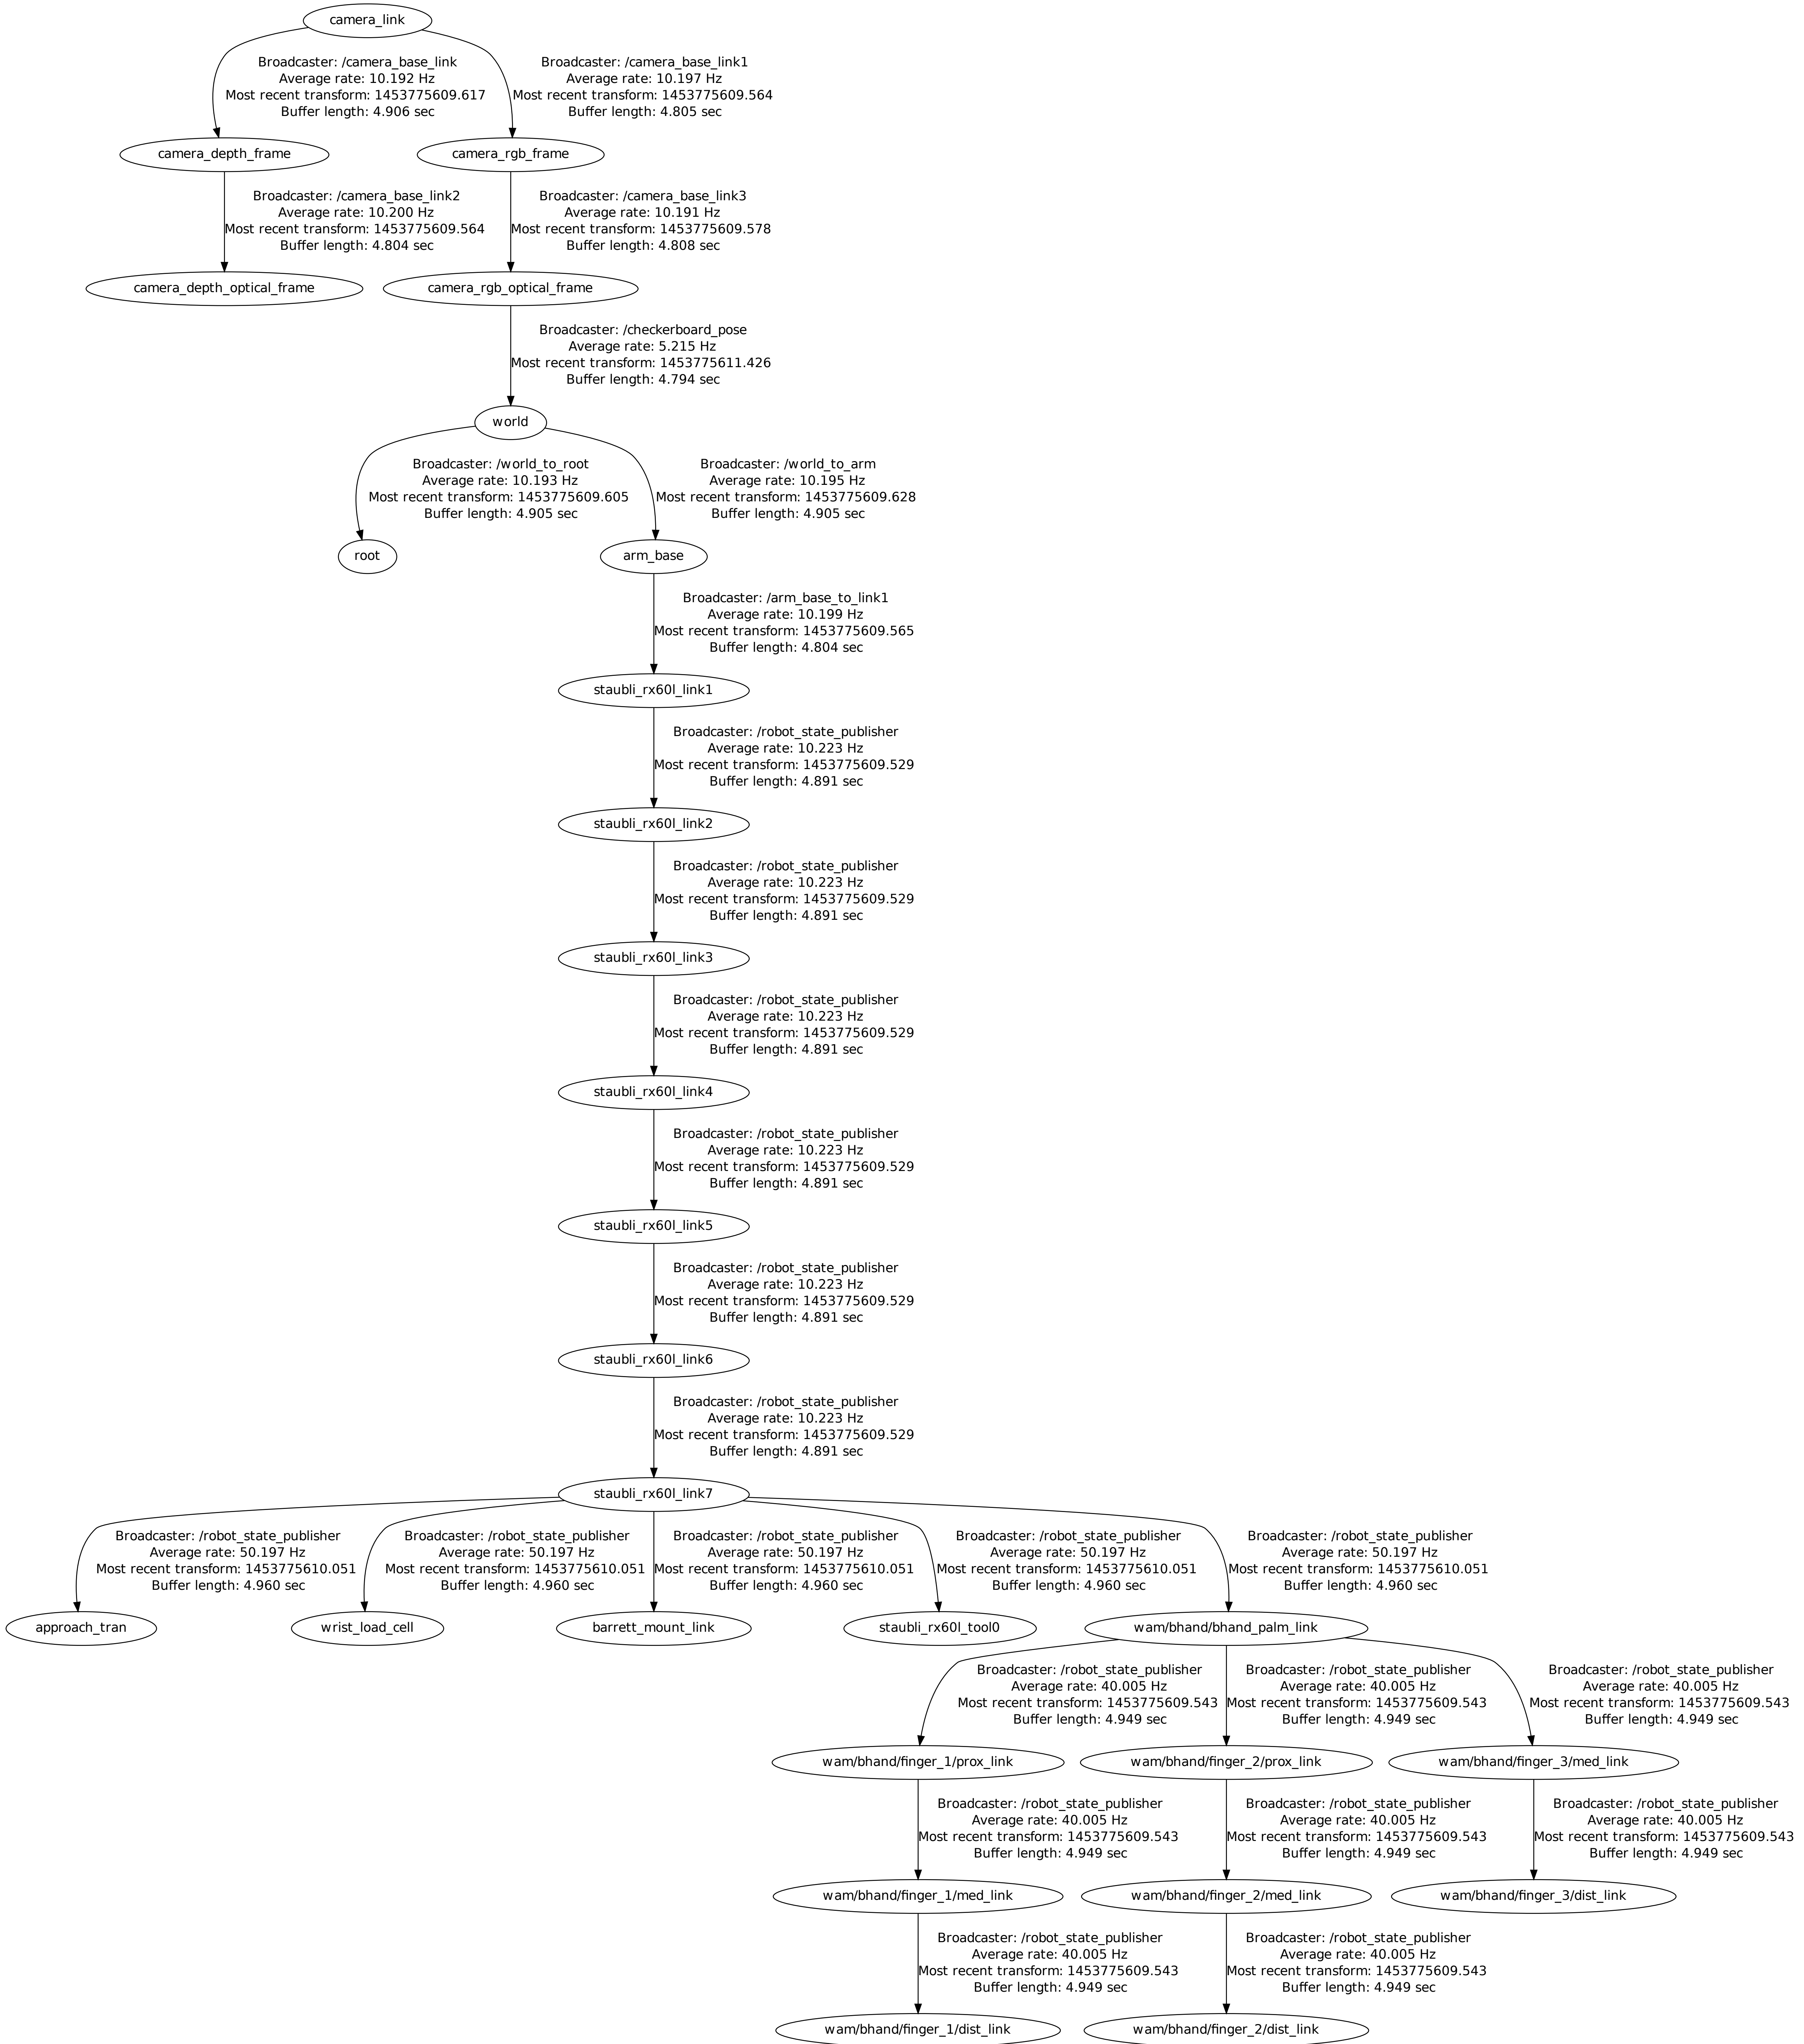 camera_link
Broadcaster: /camera_base_link
Average rate: 10.192 Hz
Most recent transform: 1453775609.617
Buffer length: 4.906 sec
Broadcaster: /camera_base_link1
Average rate: 10.197 Hz
Most recent transform: 1453775609.564
Buffer length: 4.805 sec
camera_depth_frame
camera_rgb_frame
Broadcaster: /camera_base_link2
Average rate: 10.200 Hz
Most recent transform: 1453775609.564
Buffer length: 4.804 sec
Broadcaster: /camera_base_link3
Average rate: 10.191 Hz
Most recent transform: 1453775609.578
Buffer length: 4.808 sec
camera_depth_optical_frame
camera_rgb_optical_frame
Broadcaster: /checkerboard_pose
Average rate: 5.215 Hz
Most recent transform: 1453775611.426
Buffer length: 4.794 sec
world
Broadcaster: /world_to_root
Average rate: 10.193 Hz
Most recent transform: 1453775609.605
Buffer length: 4.905 sec
Broadcaster: /world_to_arm
Average rate: 10.195 Hz
Most recent transform: 1453775609.628
Buffer length: 4.905 sec
root
arm_base
Broadcaster: /arm_base_to_link1
Average rate: 10.199 Hz
Most recent transform: 1453775609.565
Buffer length: 4.804 sec
staubli_rx60l_link1
Broadcaster: /robot_state_publisher
Average rate: 10.223 Hz
Most recent transform: 1453775609.529
Buffer length: 4.891 sec
staubli_rx60l_link2
Broadcaster: /robot_state_publisher
Average rate: 10.223 Hz
Most recent transform: 1453775609.529
Buffer length: 4.891 sec
staubli_rx60l_link3
Broadcaster: /robot_state_publisher
Average rate: 10.223 Hz
Most recent transform: 1453775609.529
Buffer length: 4.891 sec
staubli_rx60l_link4
Broadcaster: /robot_state_publisher
Average rate: 10.223 Hz
Most recent transform: 1453775609.529
Buffer length: 4.891 sec
staubli_rx60l_link5
Broadcaster: /robot_state_publisher
Average rate: 10.223 Hz
Most recent transform: 1453775609.529
Buffer length: 4.891 sec
staubli_rx60l_link6
Broadcaster: /robot_state_publisher
Average rate: 10.223 Hz
Most recent transform: 1453775609.529
Buffer length: 4.891 sec
staubli_rx60l_link7
Broadcaster: /robot_state_publisher
Average rate: 50.197 Hz
Most recent transform: 1453775610.051
Buffer length: 4.960 sec
Broadcaster: /robot_state_publisher
Average rate: 50.197 Hz
Most recent transform: 1453775610.051
Buffer length: 4.960 sec
Broadcaster: /robot_state_publisher
Average rate: 50.197 Hz
Most recent transform: 1453775610.051
Buffer length: 4.960 sec
Broadcaster: /robot_state_publisher
Average rate: 50.197 Hz
Most recent transform: 1453775610.051
Buffer length: 4.960 sec
Broadcaster: /robot_state_publisher
Average rate: 50.197 Hz
Most recent transform: 1453775610.051
Buffer length: 4.960 sec
approach_tran
wrist_load_cell
barrett_mount_link
staubli_rx60l_tool0
wam/bhand/bhand_palm_link
Broadcaster: /robot_state_publisher
Average rate: 40.005 Hz
Most recent transform: 1453775609.543
Buffer length: 4.949 sec
Broadcaster: /robot_state_publisher
Average rate: 40.005 Hz
Most recent transform: 1453775609.543
Buffer length: 4.949 sec
Broadcaster: /robot_state_publisher
Average rate: 40.005 Hz
Most recent transform: 1453775609.543
Buffer length: 4.949 sec
wam/bhand/finger_1/prox_link
wam/bhand/finger_2/prox_link
wam/bhand/finger_3/med_link
Broadcaster: /robot_state_publisher
Average rate: 40.005 Hz
Most recent transform: 1453775609.543
Buffer length: 4.949 sec
Broadcaster: /robot_state_publisher
Average rate: 40.005 Hz
Most recent transform: 1453775609.543
Buffer length: 4.949 sec
Broadcaster: /robot_state_publisher
Average rate: 40.005 Hz
Most recent transform: 1453775609.543
Buffer length: 4.949 sec
wam/bhand/finger_1/med_link
wam/bhand/finger_2/med_link
wam/bhand/finger_3/dist_link
Broadcaster: /robot_state_publisher
Average rate: 40.005 Hz
Most recent transform: 1453775609.543
Buffer length: 4.949 sec
Broadcaster: /robot_state_publisher
Average rate: 40.005 Hz
Most recent transform: 1453775609.543
Buffer length: 4.949 sec
wam/bhand/finger_1/dist_link
wam/bhand/finger_2/dist_link